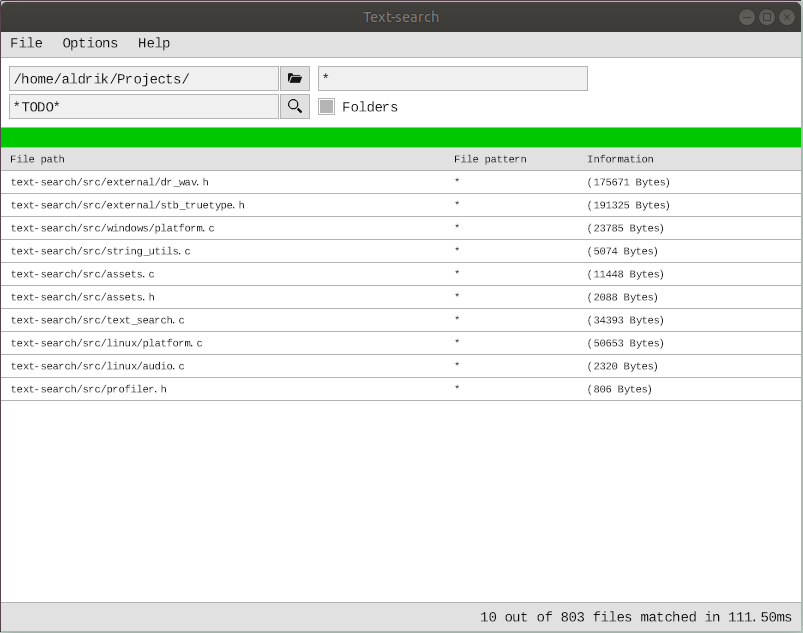 Text-search
File Options Help
/home/aldrik/Projects/ *
*TODO* Folders
File path File pattern Information
text-search/src/external/dr_wav.h * (175671 Bytes)
text-search/src/external/stb_truetype.h * (191325 Bytes)
text-search/src/windows/platform.c * (23785 Bytes)
text-search/src/string_utils.c * (5074 Bytes)
text-search/src/assets.c * (11448 Bytes)
text-search/src/assets.h * (2088 Bytes)
text-search/src/text_search.c * (34393 Bytes)
text-search/src/linux/platform.c * (50653 Bytes)
text-search/src/linux/audio.c * (2320 Bytes)
text-search/src/profiler.h * (806 Bytes)
10 out of 803 files matched in 111.50ms